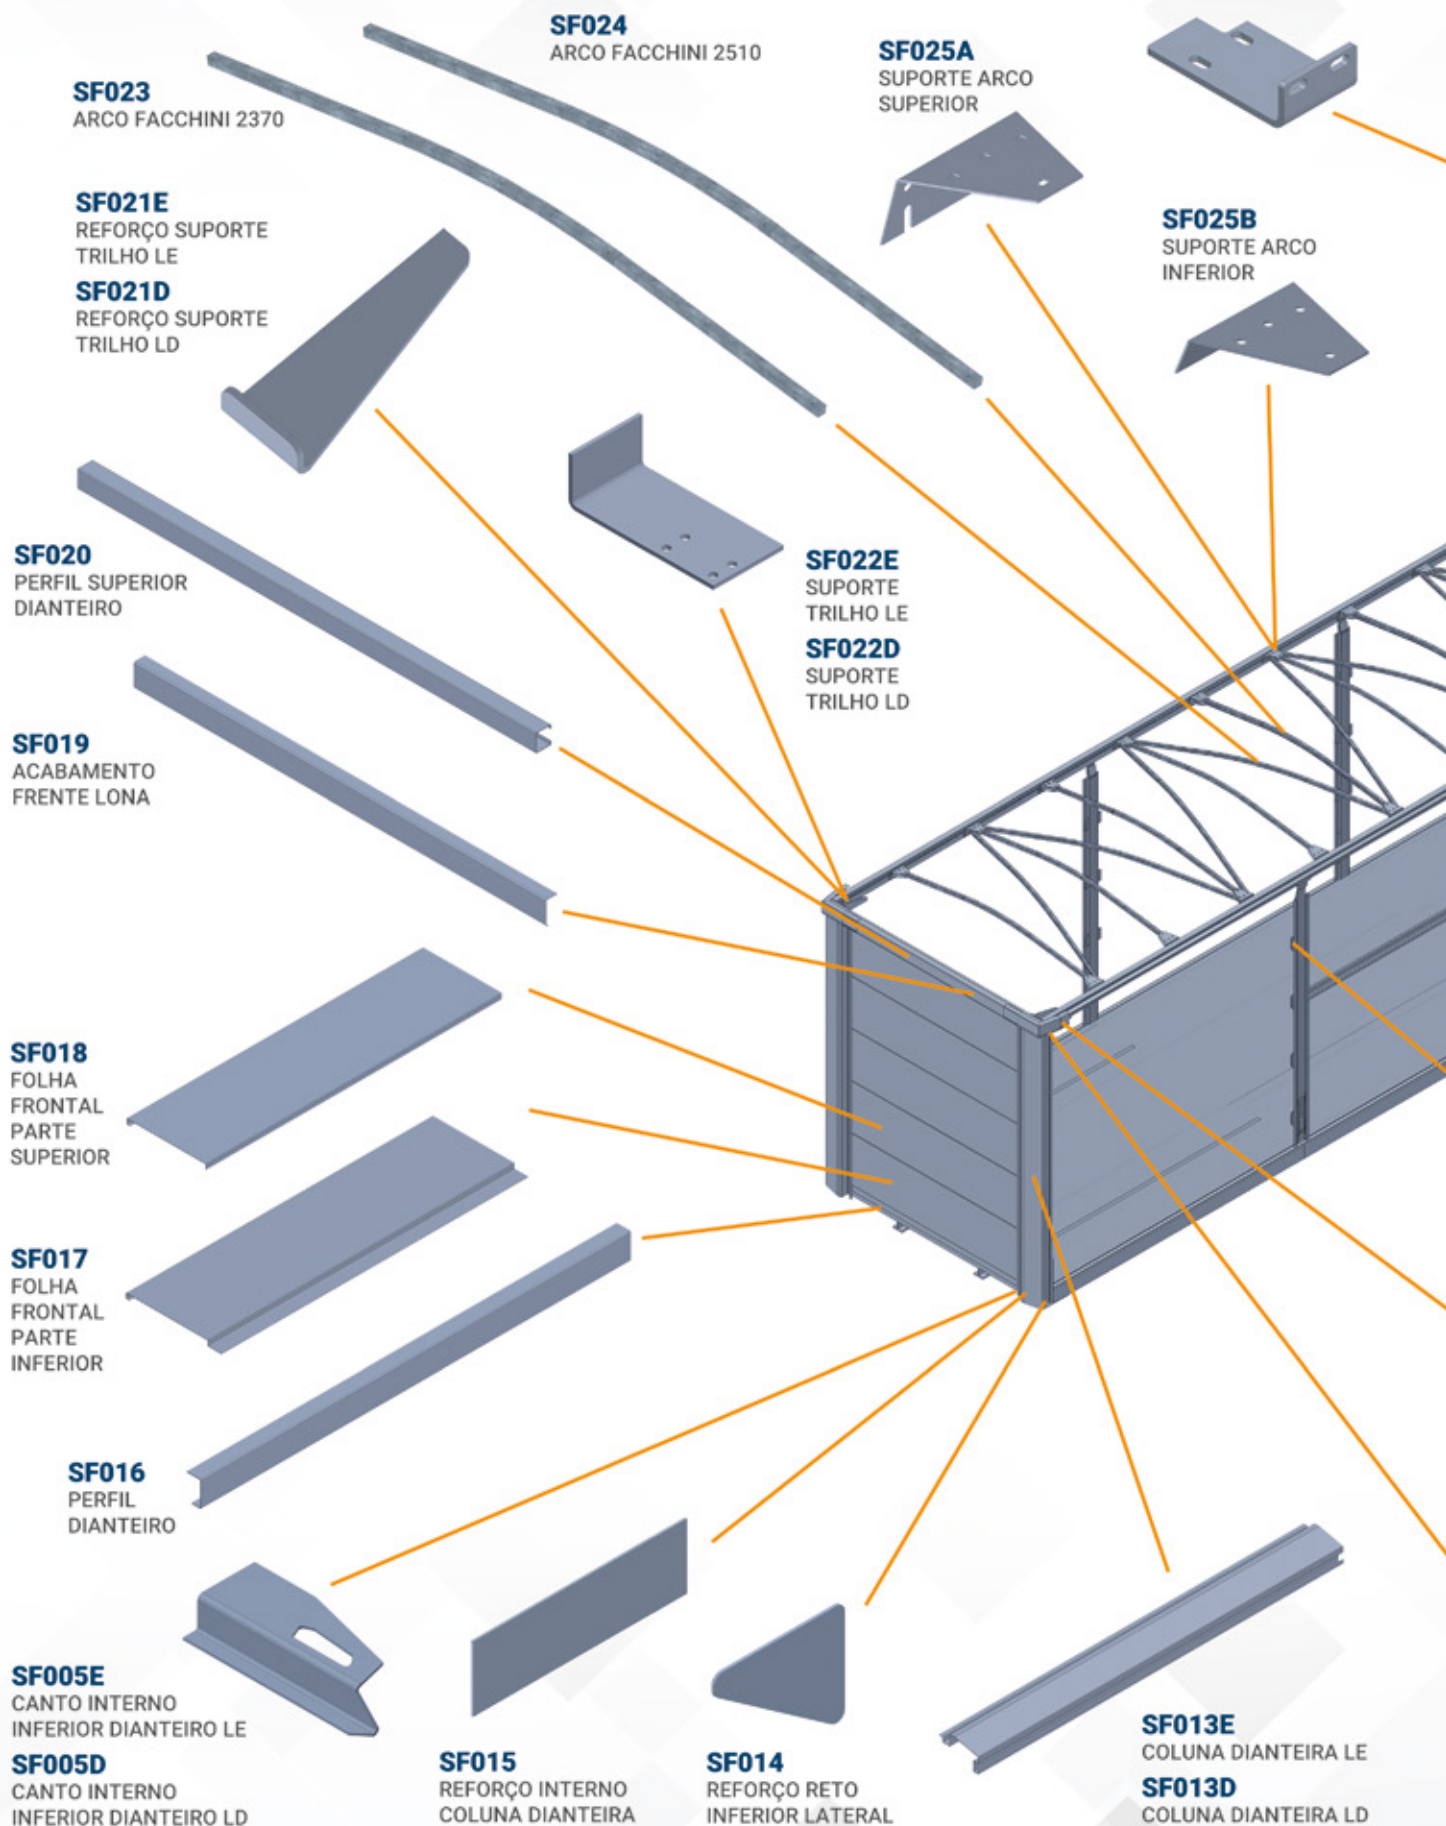 SF024
ARCO FACCHINI 2510
SF025A
SUPORTE ARCO
SUPERIOR
SF023
ARCO FACCHINI 2370
SF021E
REFORÇO SUPORTE
TRILHO LE
SF021D
REFORÇO SUPORTE
TRILHO LD
SF025B
SUPORTE ARCO
INFERIOR
SF020
PERFIL SUPERIOR
DIANTEIRO
SF022E
SUPORTE
TRILHO LE
SF022D
SUPORTE
TRILHO LD
SF019
ACABAMENTO
FRENTE LONA
SF018
FOLHA
FRONTAL
PARTE
SUPERIOR
SF017
FOLHA
FRONTAL
PARTE
INFERIOR
SF016
PERFIL
DIANTEIRO
SF005E
CANTO INTERNO
INFERIOR DIANTEIRO LE
SF005D
CANTO INTERNO
INFERIOR DIANTEIRO LD
SF015
REFORÇO INTERNO
COLUNA DIANTEIRA
SF014
REFORÇO RETO
INFERIOR LATERAL
SF013E
COLUNA DIANTEIRA LE
SF013D
COLUNA DIANTEIRA LD